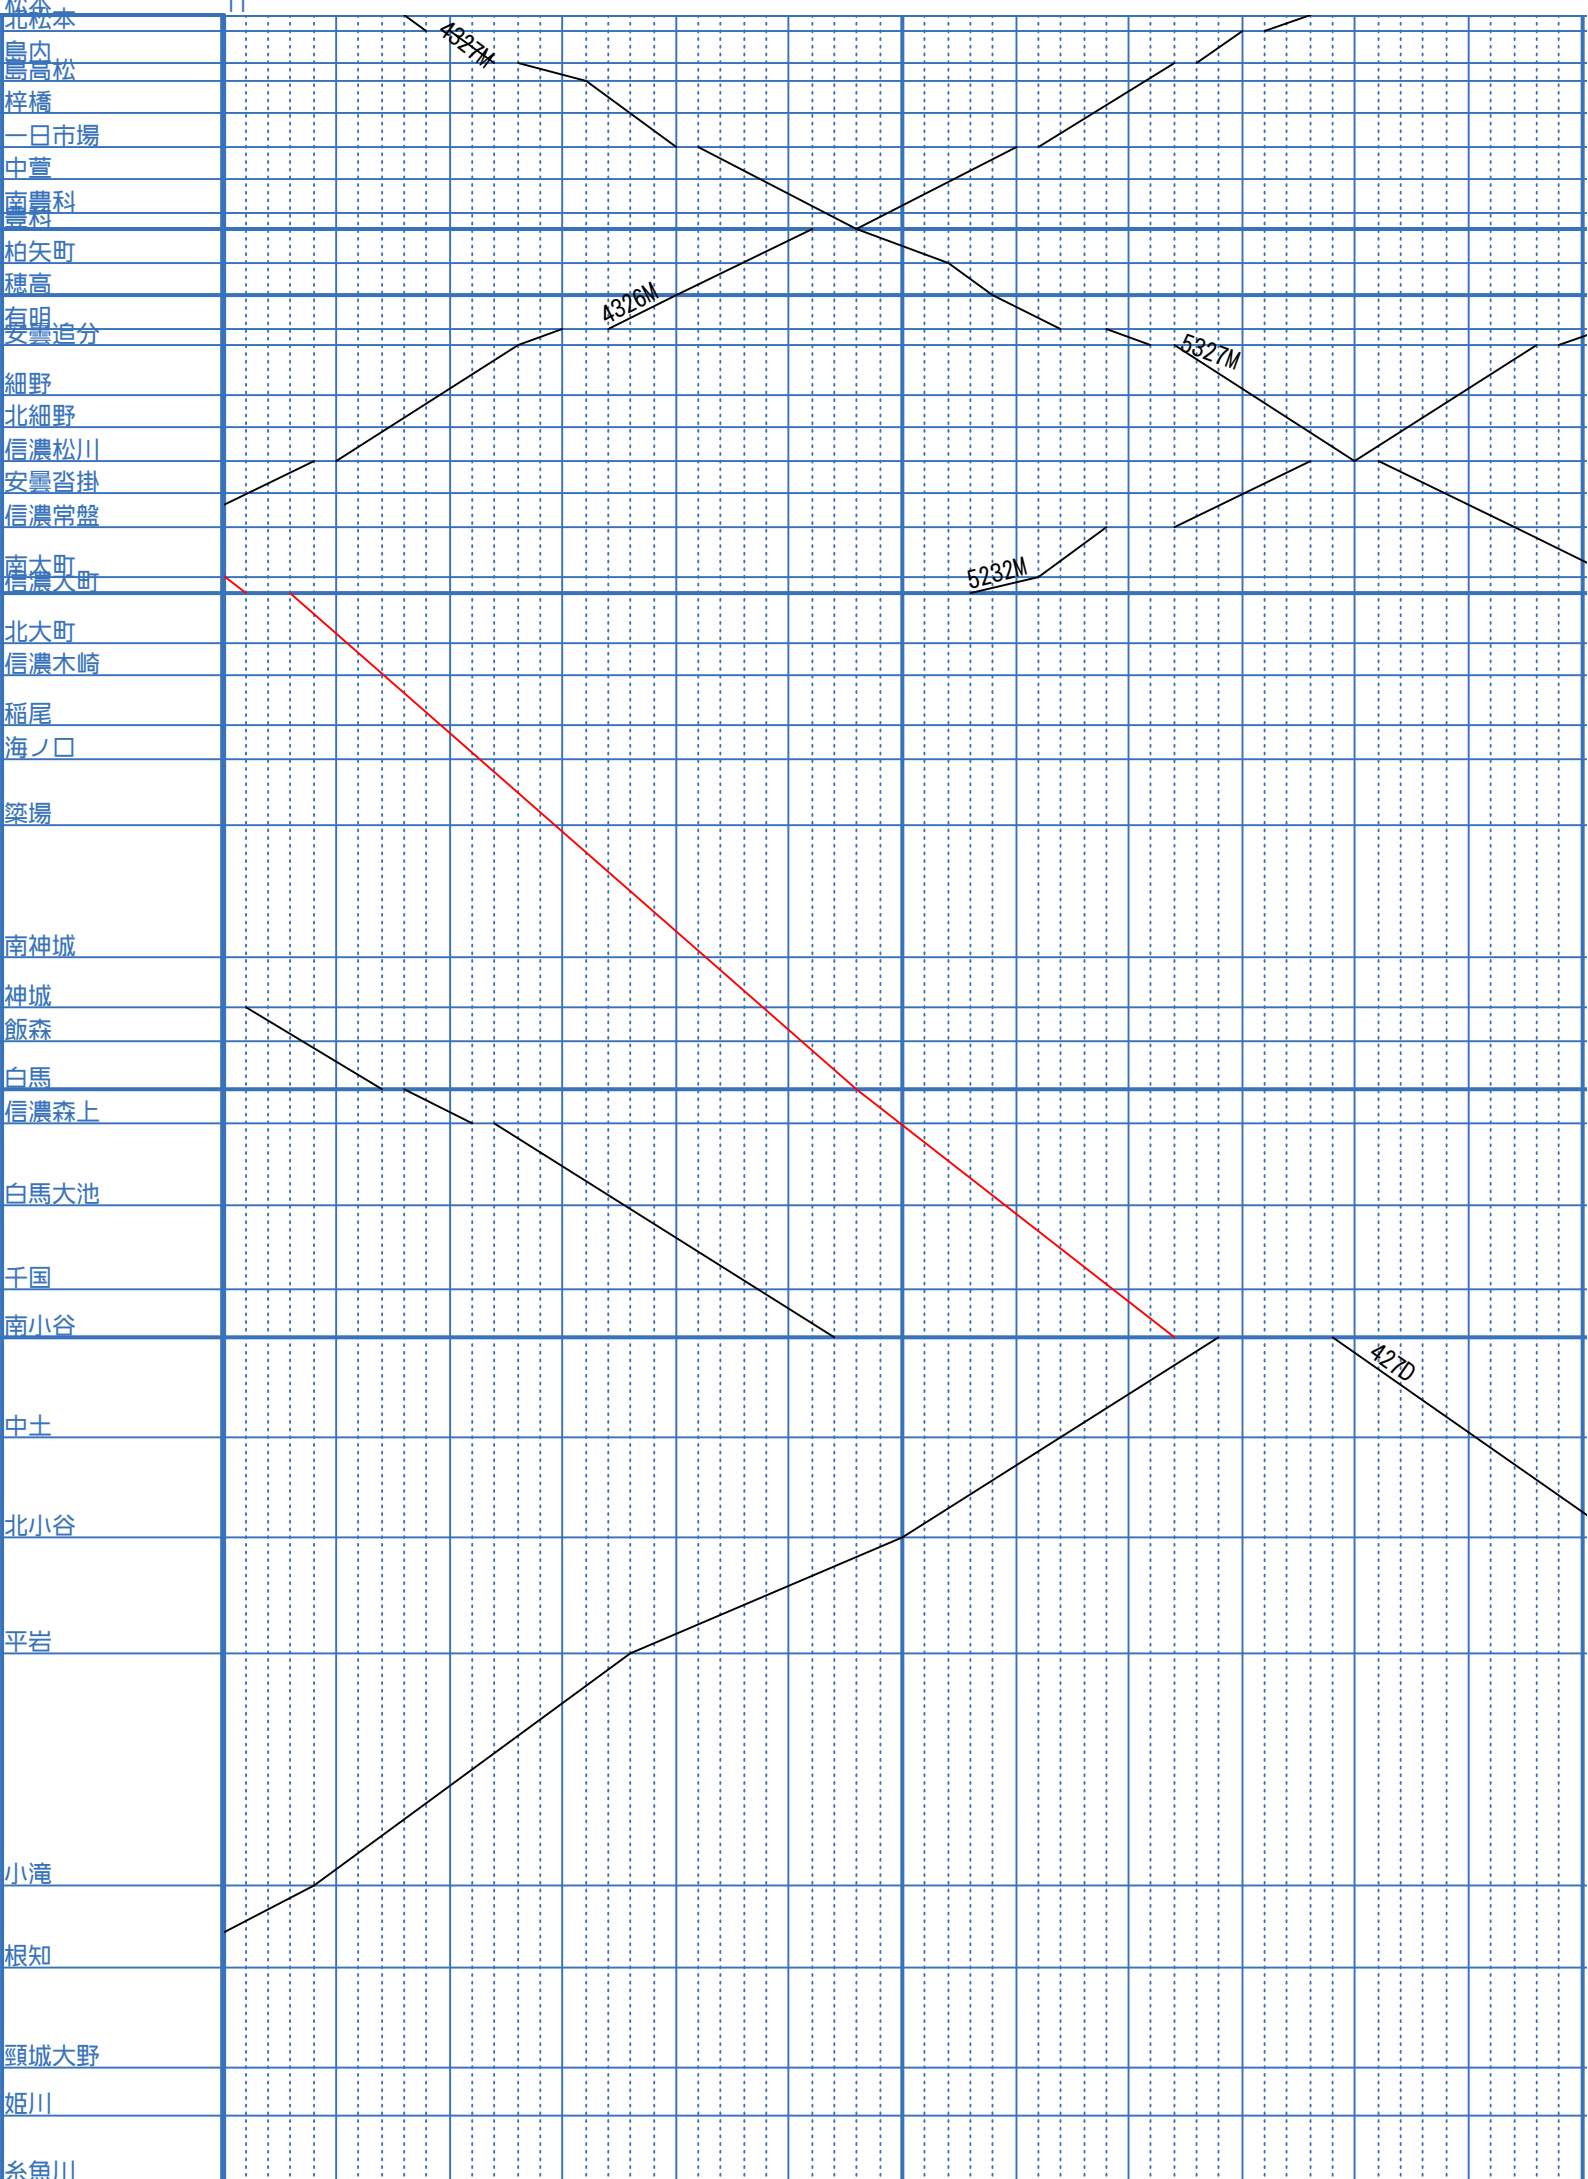 松本
11
北松本
島内
島高松
梓橋
一日市場
中萱
南豊科
豊科
柏矢町
穂高
有明
安曇追分
細野
北細野
信濃松川
安曇沓掛
信濃常盤
南大町
信濃大町
北大町
信濃木崎
稲尾
海ノ口
簗場
南神城
神城
飯森
白馬
信濃森上
白馬大池
千国
南小谷
中土
北小谷
平岩
小滝
根知
頸城大野
姫川
糸魚川
4327M
4326M
5327M
5232M
427D